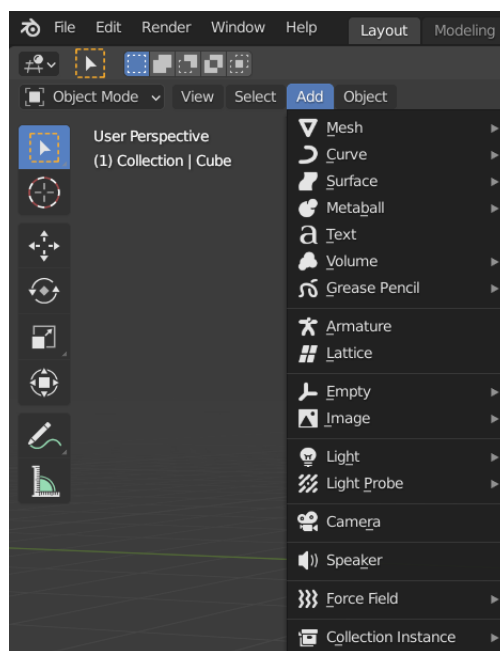 File Edit Render Window Help Layout Modeling
Object Mode View Select Add Object
User Perspective
(1) Collection | Cube
Mesh
Curve
Surface
Metaball
Text
Volume
Grease Pencil
Armature
Lattice
Empty
Image
Light
Light Probe
Camera
Speaker
Force Field
Collection Instance